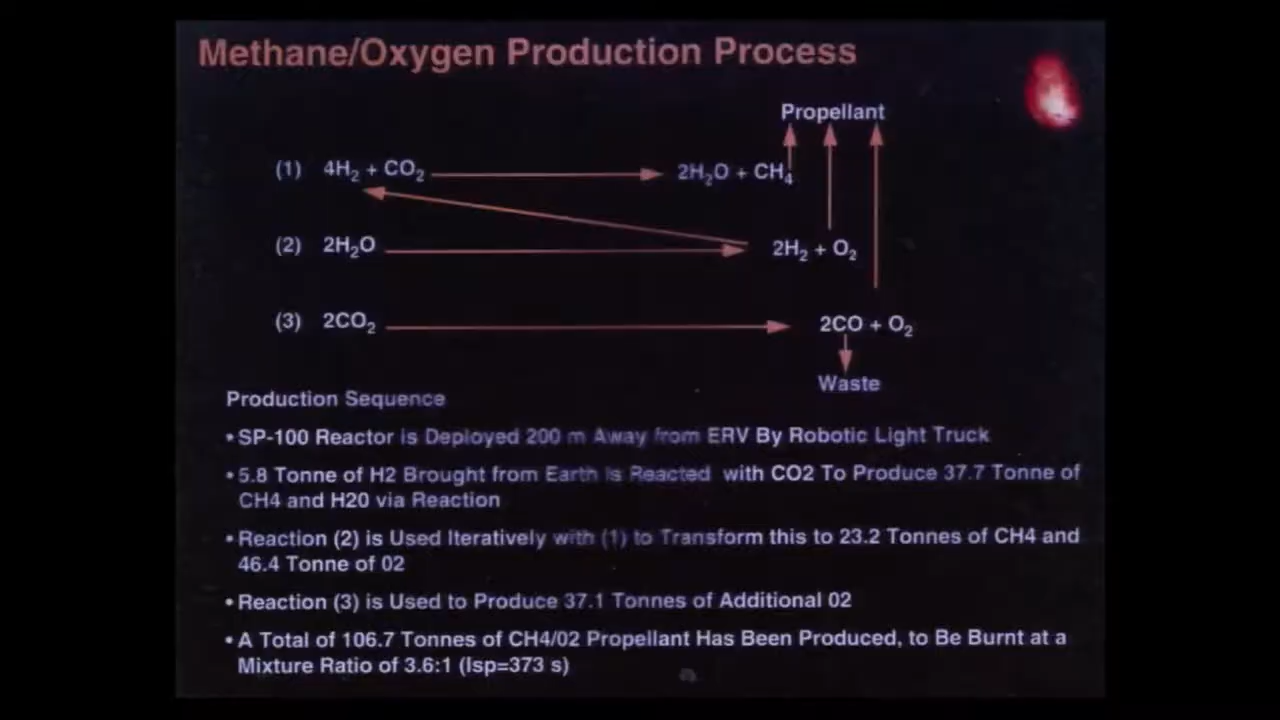 Methane/Oxygen Production Process
Propellant
(1) 4H₂ + CO₂ 2H₂O + CH₄
(2) 2H₂O 2H₂ + O₂
(3) 2CO₂ 2CO + O₂
Waste
Production Sequence
• SP-100 Reactor is Deployed 200 m Away from ERV By Robotic Light Truck
• 5.8 Tonne of H2 Brought from Earth is Reacted with CO2 To Produce 37.7 Tonne of
CH4 and H20 via Reaction
• Reaction (2) is Used Iteratively with (1) to Transform this to 23.2 Tonnes of CH4 and
46.4 Tonne of 02
• Reaction (3) is Used to Produce 37.1 Tonnes of Additional 02
• A Total of 106.7 Tonnes of CH4/02 Propellant Has Been Produced, to Be Burnt at a
Mixture Ratio of 3.6:1 (Isp=373 s)